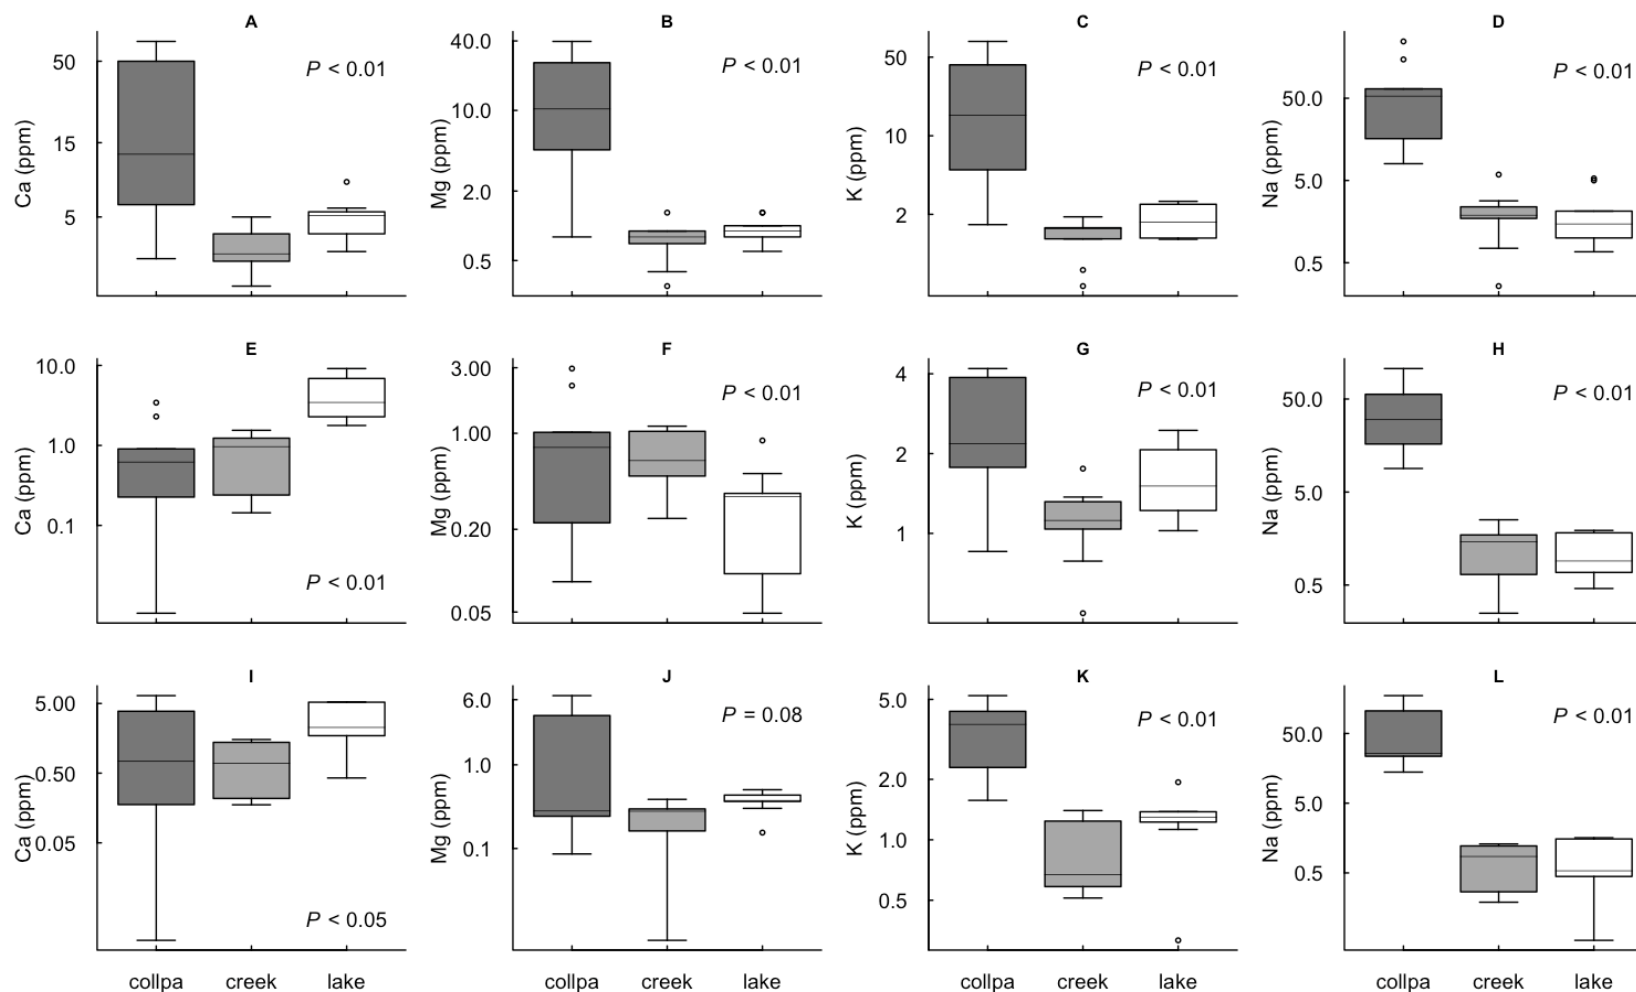 A
Ca (ppm)
50
15
5
P < 0.01
B
Mg (ppm)
40.0
10.0
2.0
0.5
P < 0.01
C
K (ppm)
50
10
2
P < 0.01
D
Na (ppm)
50.0
5.0
0.5
P < 0.01
E
Ca (ppm)
10.0
1.0
0.1
P < 0.01
F
Mg (ppm)
3.00
1.00
0.20
0.05
P < 0.01
G
K (ppm)
4
2
1
P < 0.01
H
Na (ppm)
50.0
5.0
0.5
P < 0.01
I
Ca (ppm)
5.00
0.50
0.05
P < 0.05
collpa creek lake
J
Mg (ppm)
6.0
1.0
0.1
P = 0.08
collpa creek lake
K
K (ppm)
5.0
2.0
1.0
0.5
P < 0.01
collpa creek lake
L
Na (ppm)
50.0
5.0
0.5
P < 0.01
collpa creek lake